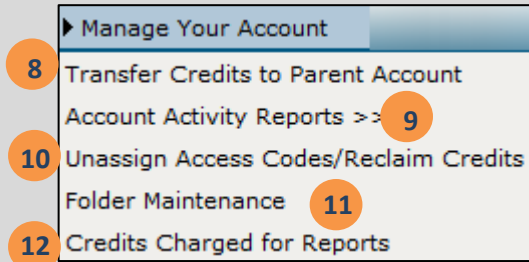 Manage Your Account
8 Transfer Credits to Parent Account
Account Activity Reports >> 9
10 Unassign Access Codes/Reclaim Credits
Folder Maintenance 11
12 Credits Charged for Reports